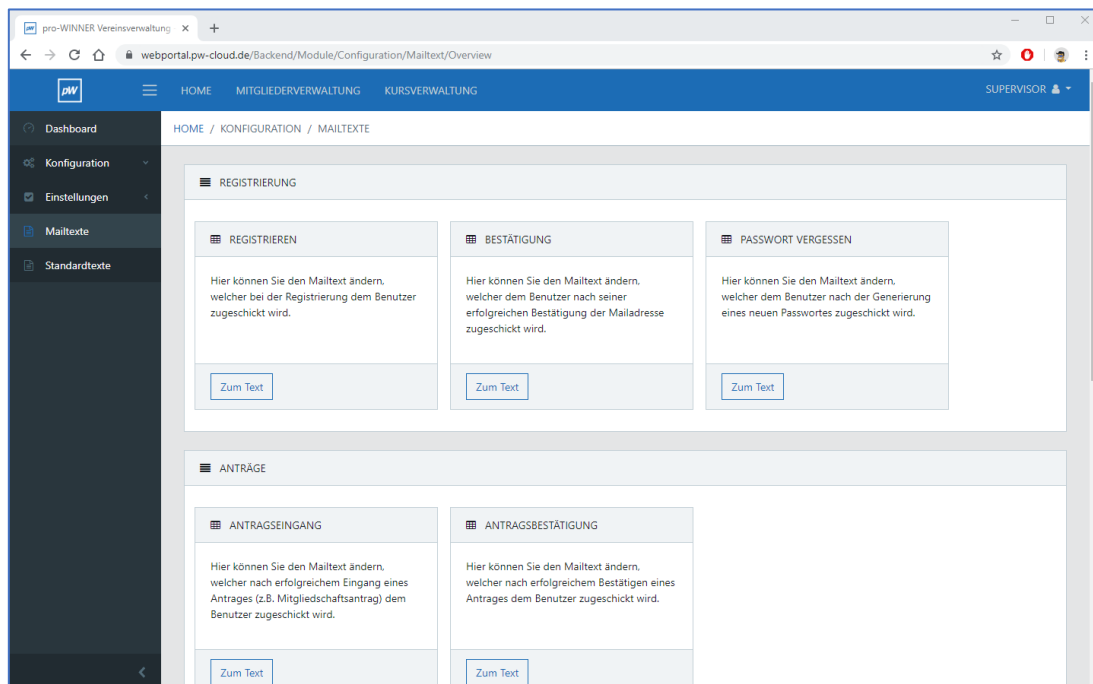 pro-WINNER Vereinsverwaltung
webportal.pw-cloud.de/Backend/Module/Configuration/Mailtext/Overview
pW
HOME MITGLIEDERVERWALTUNG KURSVERWALTUNG
SUPERVISOR
Dashboard
Konfiguration
Einstellungen
Mailtexte
Standardtexte
HOME / KONFIGURATION / MAILTEXTE
REGISTRIERUNG
REGISTRIEREN
Hier können Sie den Mailtext ändern,
welcher bei der Registrierung dem Benutzer
zugeschickt wird.
Zum Text
BESTÄTIGUNG
Hier können Sie den Mailtext ändern,
welcher dem Benutzer nach seiner
erfolgreichen Bestätigung der Mailadresse
zugeschickt wird.
Zum Text
PASSWORT VERGESSEN
Hier können Sie den Mailtext ändern,
welcher dem Benutzer nach der Generierung
eines neuen Passwortes zugeschickt wird.
Zum Text
ANTRÄGE
ANTRAGSEINGANG
Hier können Sie den Mailtext ändern,
welcher nach erfolgreichem Eingang eines
Antrages (z.B. Mitgliedschaftsantrag) dem
Benutzer zugeschickt wird.
Zum Text
ANTRAGSBESTÄTIGUNG
Hier können Sie den Mailtext ändern,
welcher nach erfolgreichem Bestätigen eines
Antrages dem Benutzer zugeschickt wird.
Zum Text